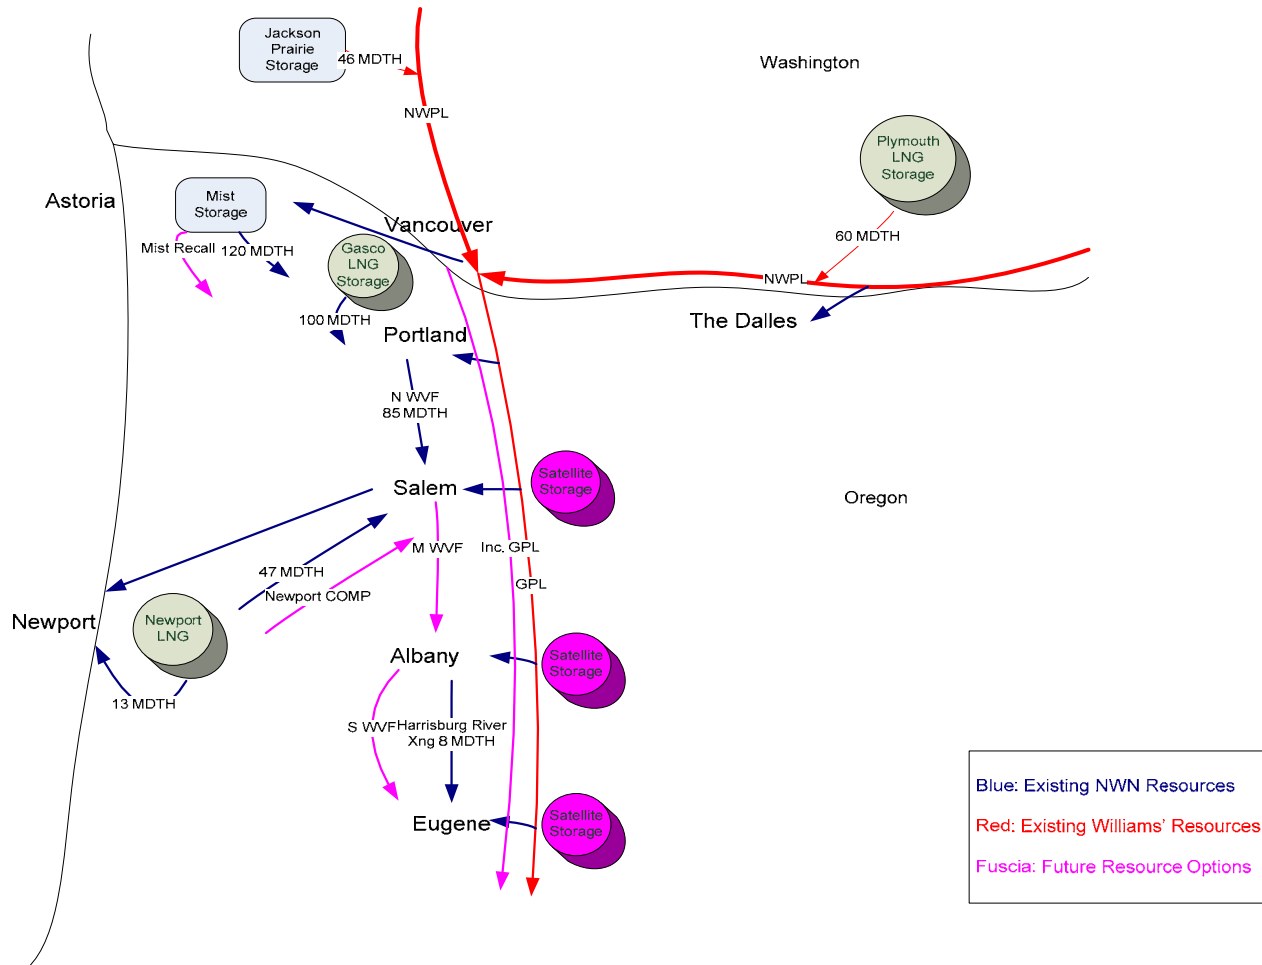 Jackson
Prairie
Storage
46 MDTH
Washington
NWPL
Plymouth
LNG
Storage
Astoria
Mist
Storage
Vancouver
Mist Recall
120 MDTH
Gasco
LNG
Storage
60 MDTH
NWPL
100 MDTH
Portland
The Dalles
N WVF
85 MDTH
Salem
Satellite
Storage
Oregon
M WVF
Inc. GPL
47 MDTH
GPL
Newport COMP
Newport
Newport
LNG
Albany
Satellite
Storage
13 MDTH
S WVF
Harrisburg River
Xng 8 MDTH
Eugene
Satellite
Storage
Blue: Existing NWN Resources
Red: Existing Williams' Resources
Fuscia: Future Resource Options